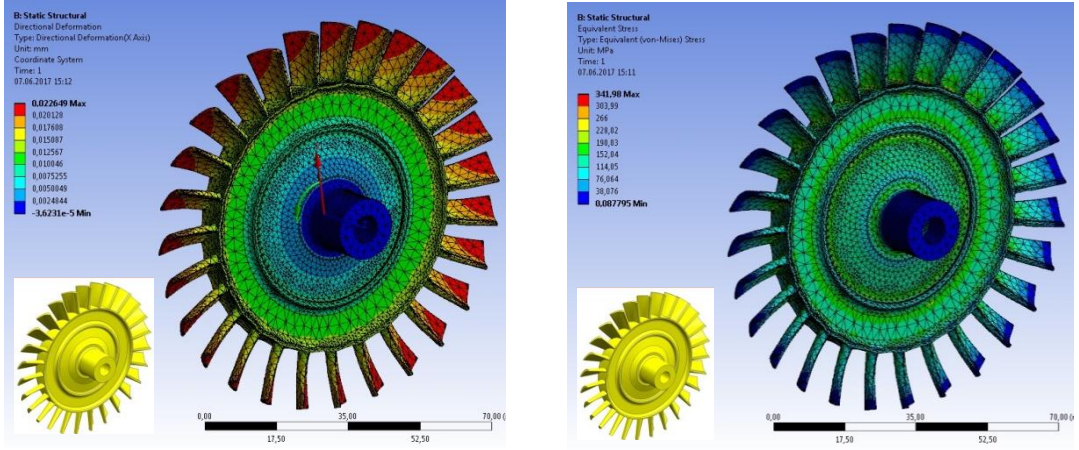 B: Static Structural
Directional Deformation
Type: Directional Deformation(X Axis)
Unit: mm
Coordinate System
Time: 1
07.06.2017 15:12
0,022649 Max
0,020128
0,017608
0,015087
0,012567
0,010046
0,0075255
0,0050049
0,0024844
-3,6231e-5 Min
0,00
35,00
70,00
17,50
52,50
B: Static Structural
Equivalent Stress
Type: Equivalent (von-Mises) Stress
Unit: MPa
Time: 1
07.06.2017 15:11
341,98 Max
303,99
266
228,02
190,03
152,04
114,05
76,064
38,076
0,087795 Min
0,00
35,00
70,00
17,50
52,50